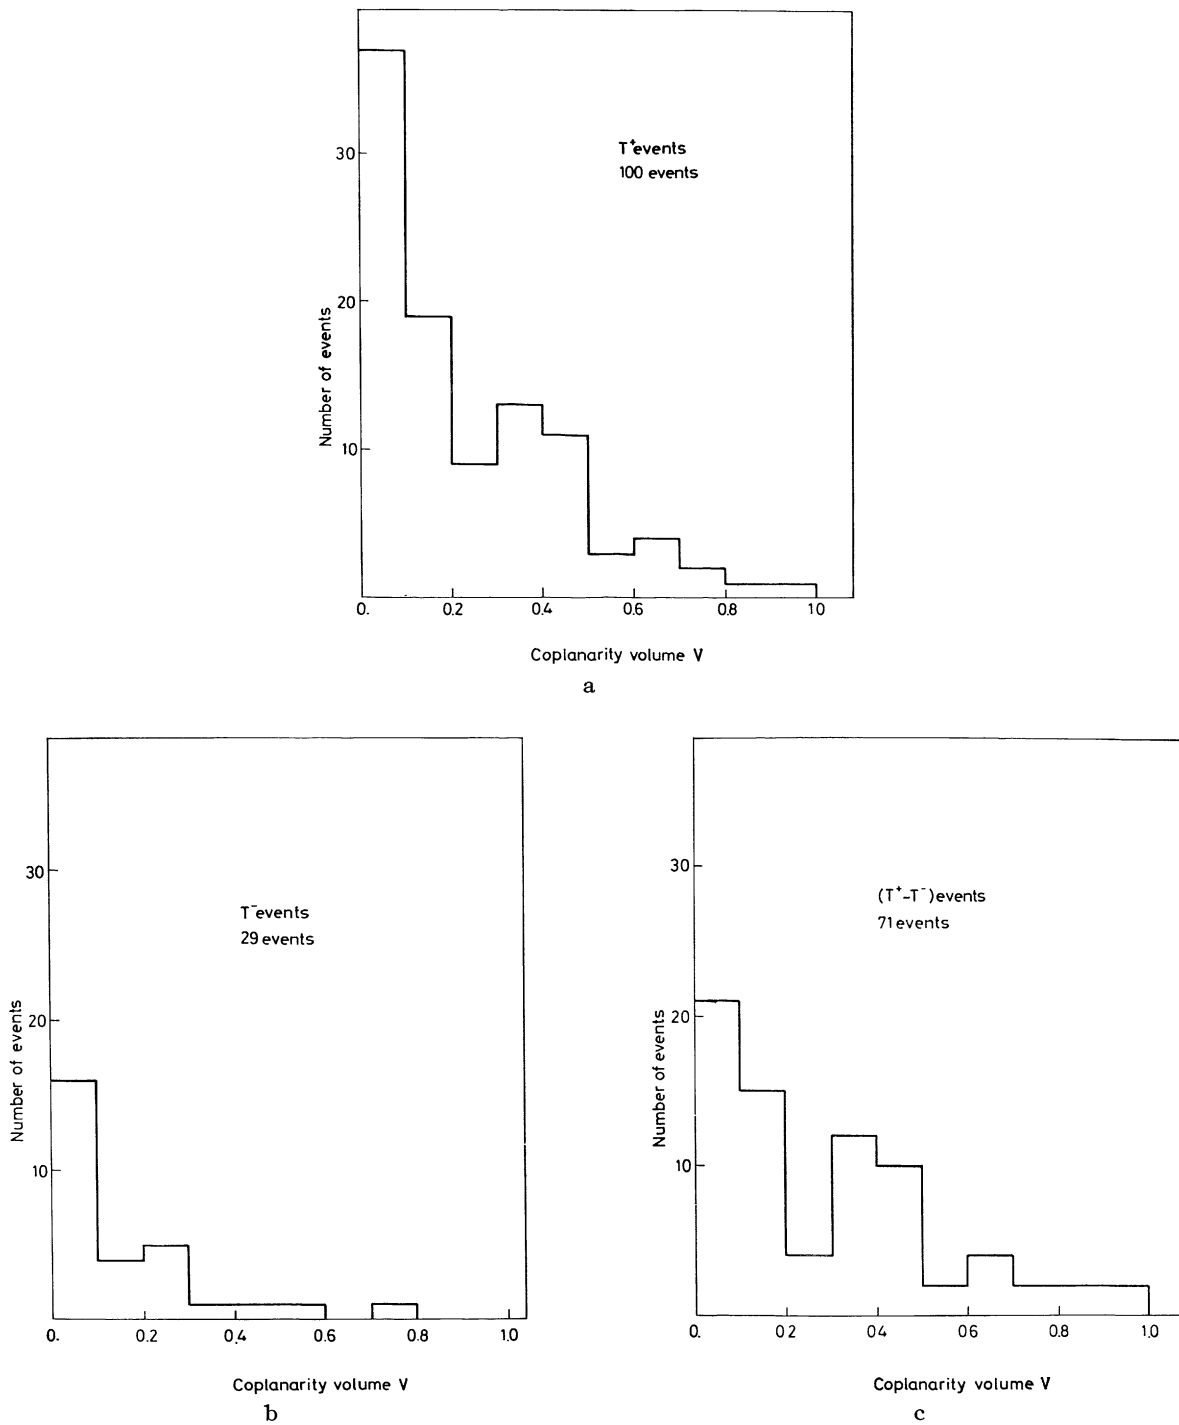 30
20
10
Number of events
T⁺events
100 events
0. 0.2 0.4 0.6 0.8 10
Coplanarity volume V
a
30
20
10
Number of events
T⁻events
29 events
0. 0.2 0.4 0.6 0.8 1.0
Coplanarity volume V
b
30
20
10
Number of events
(T⁺-T⁻)events
71 events
0. 0.2 0.4 0.6 0.8 1.0
Coplanarity volume V
c